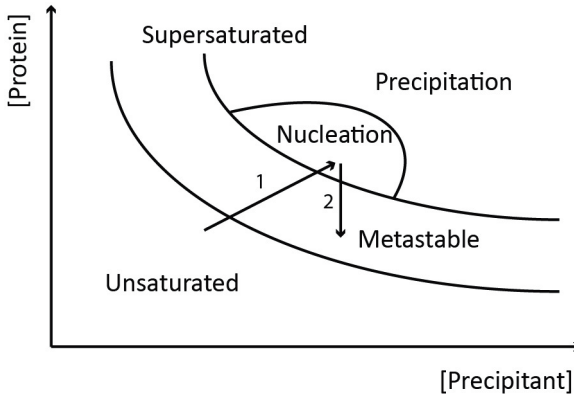 [Protein]
Supersaturated
Precipitation
Nucleation
1
2
Metastable
Unsaturated
[Precipitant]